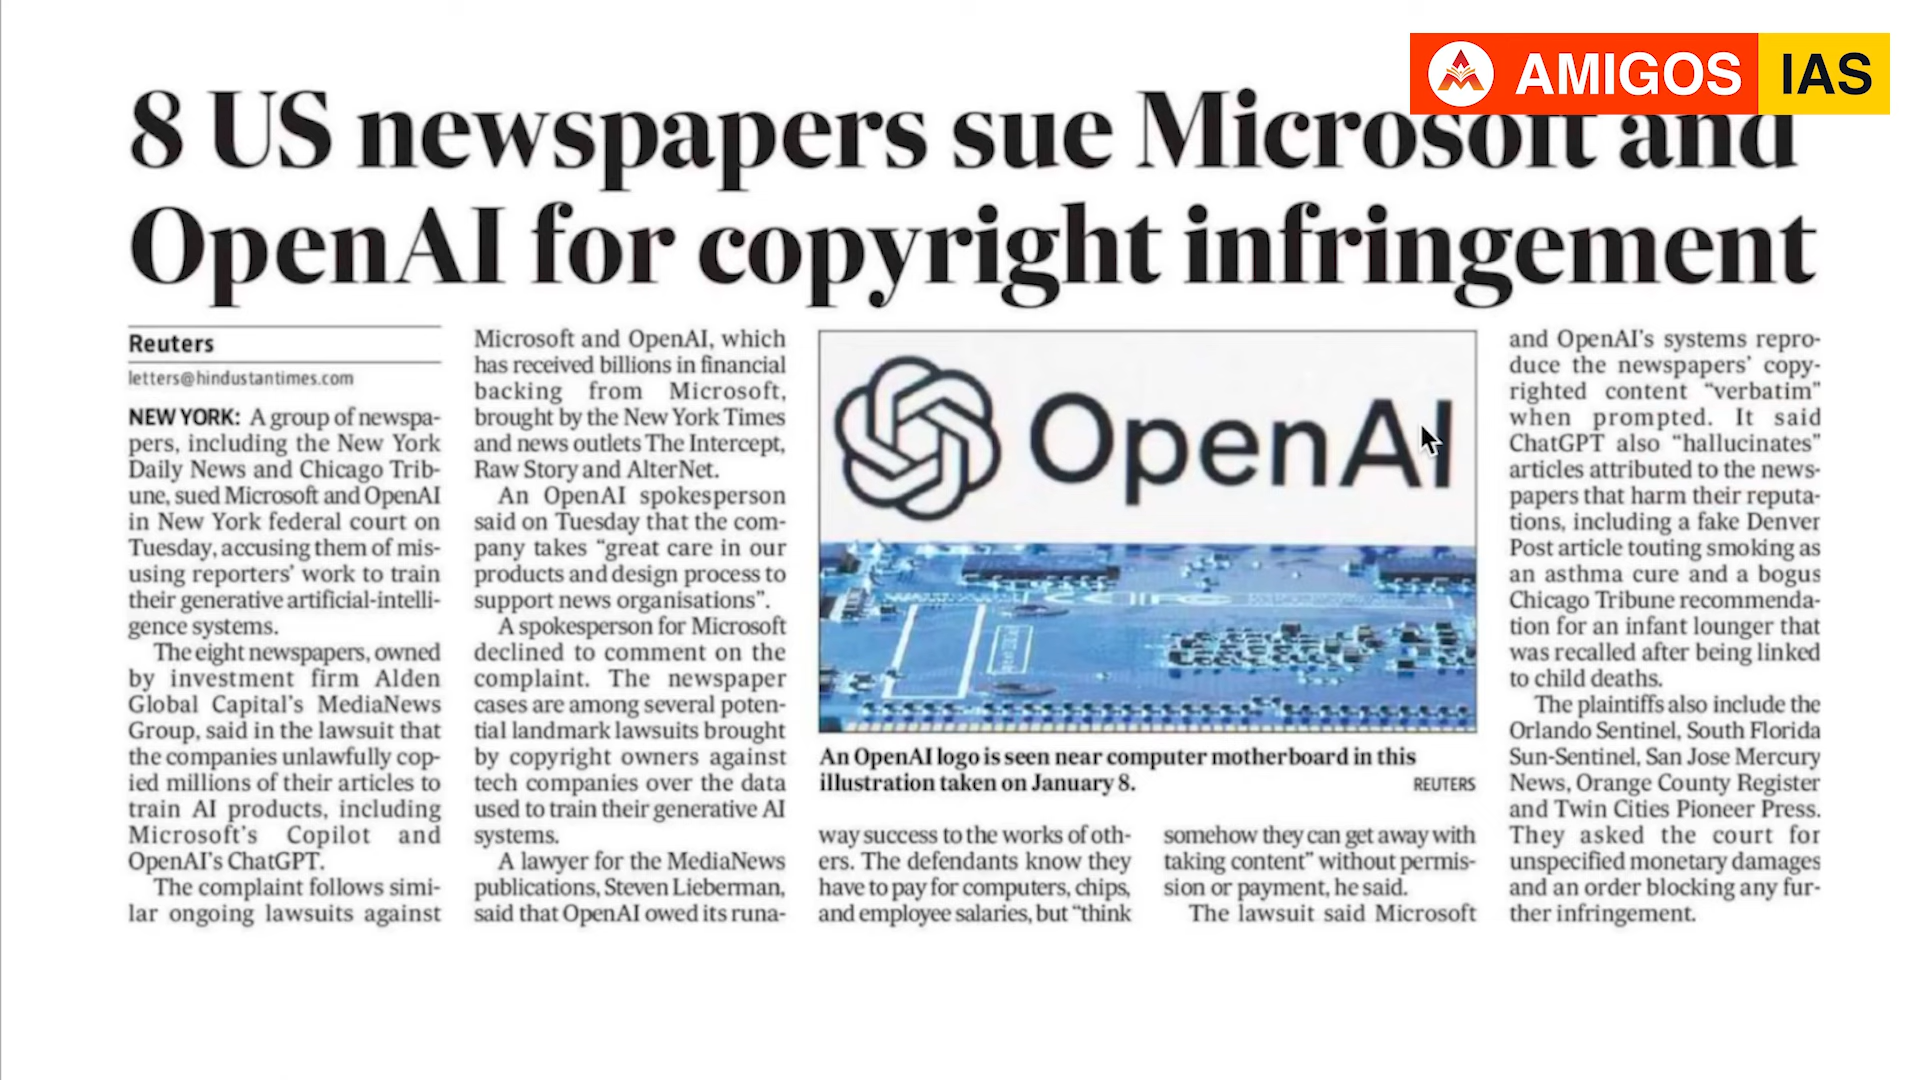 AMIGOS IAS
8 US newspapers sue Microsoft and
OpenAI for copyright infringement
Reuters
letters@hindustantimes.com
NEW YORK: A group of newspa-
pers, including the New York
Daily News and Chicago Trib-
une, sued Microsoft and OpenAI
in New York federal court on
Tuesday, accusing them of mis-
using reporters' work to train
their generative artificial-intelli-
gence systems.
The eight newspapers, owned
by investment firm Alden
Global Capital's MediaNews
Group, said in the lawsuit that
the companies unlawfully cop-
ied millions of their articles to
train AI products, including
Microsoft's Copilot and
OpenAI's ChatGPT.
The complaint follows simi-
lar ongoing lawsuits against
Microsoft and OpenAI, which
has received billions in financial
backing from Microsoft,
brought by the New York Times
and news outlets The Intercept,
Raw Story and AlterNet.
An OpenAI spokesperson
said on Tuesday that the com-
pany takes “great care in our
products and design process to
support news organisations”.
A spokesperson for Microsoft
declined to comment on the
complaint. The newspaper
cases are among several poten-
tial landmark lawsuits brought
by copyright owners against
tech companies over the data
used to train their generative AI
systems.
A lawyer for the MediaNews
publications, Steven Lieberman,
said that OpenAI owed its runa-
OpenAI
An OpenAI logo is seen near computer motherboard in this
illustration taken on January 8.
REUTERS
way success to the works of oth-
ers. The defendants know they
have to pay for computers, chips,
and employee salaries, but “think
somehow they can get away with
taking content” without permis-
sion or payment, he said.
The lawsuit said Microsoft
and OpenAI's systems repro-
duce the newspapers' copy-
righted content “verbatim”
when prompted. It said
ChatGPT also “hallucinates”
articles attributed to the news-
papers that harm their reputa-
tions, including a fake Denver
Post article touting smoking as
an asthma cure and a bogus
Chicago Tribune recommenda-
tion for an infant lounger that
was recalled after being linked
to child deaths.
The plaintiffs also include the
Orlando Sentinel, South Florida
Sun-Sentinel, San Jose Mercury
News, Orange County Register
and Twin Cities Pioneer Press.
They asked the court for
unspecified monetary damages
and an order blocking any fur-
ther infringement.